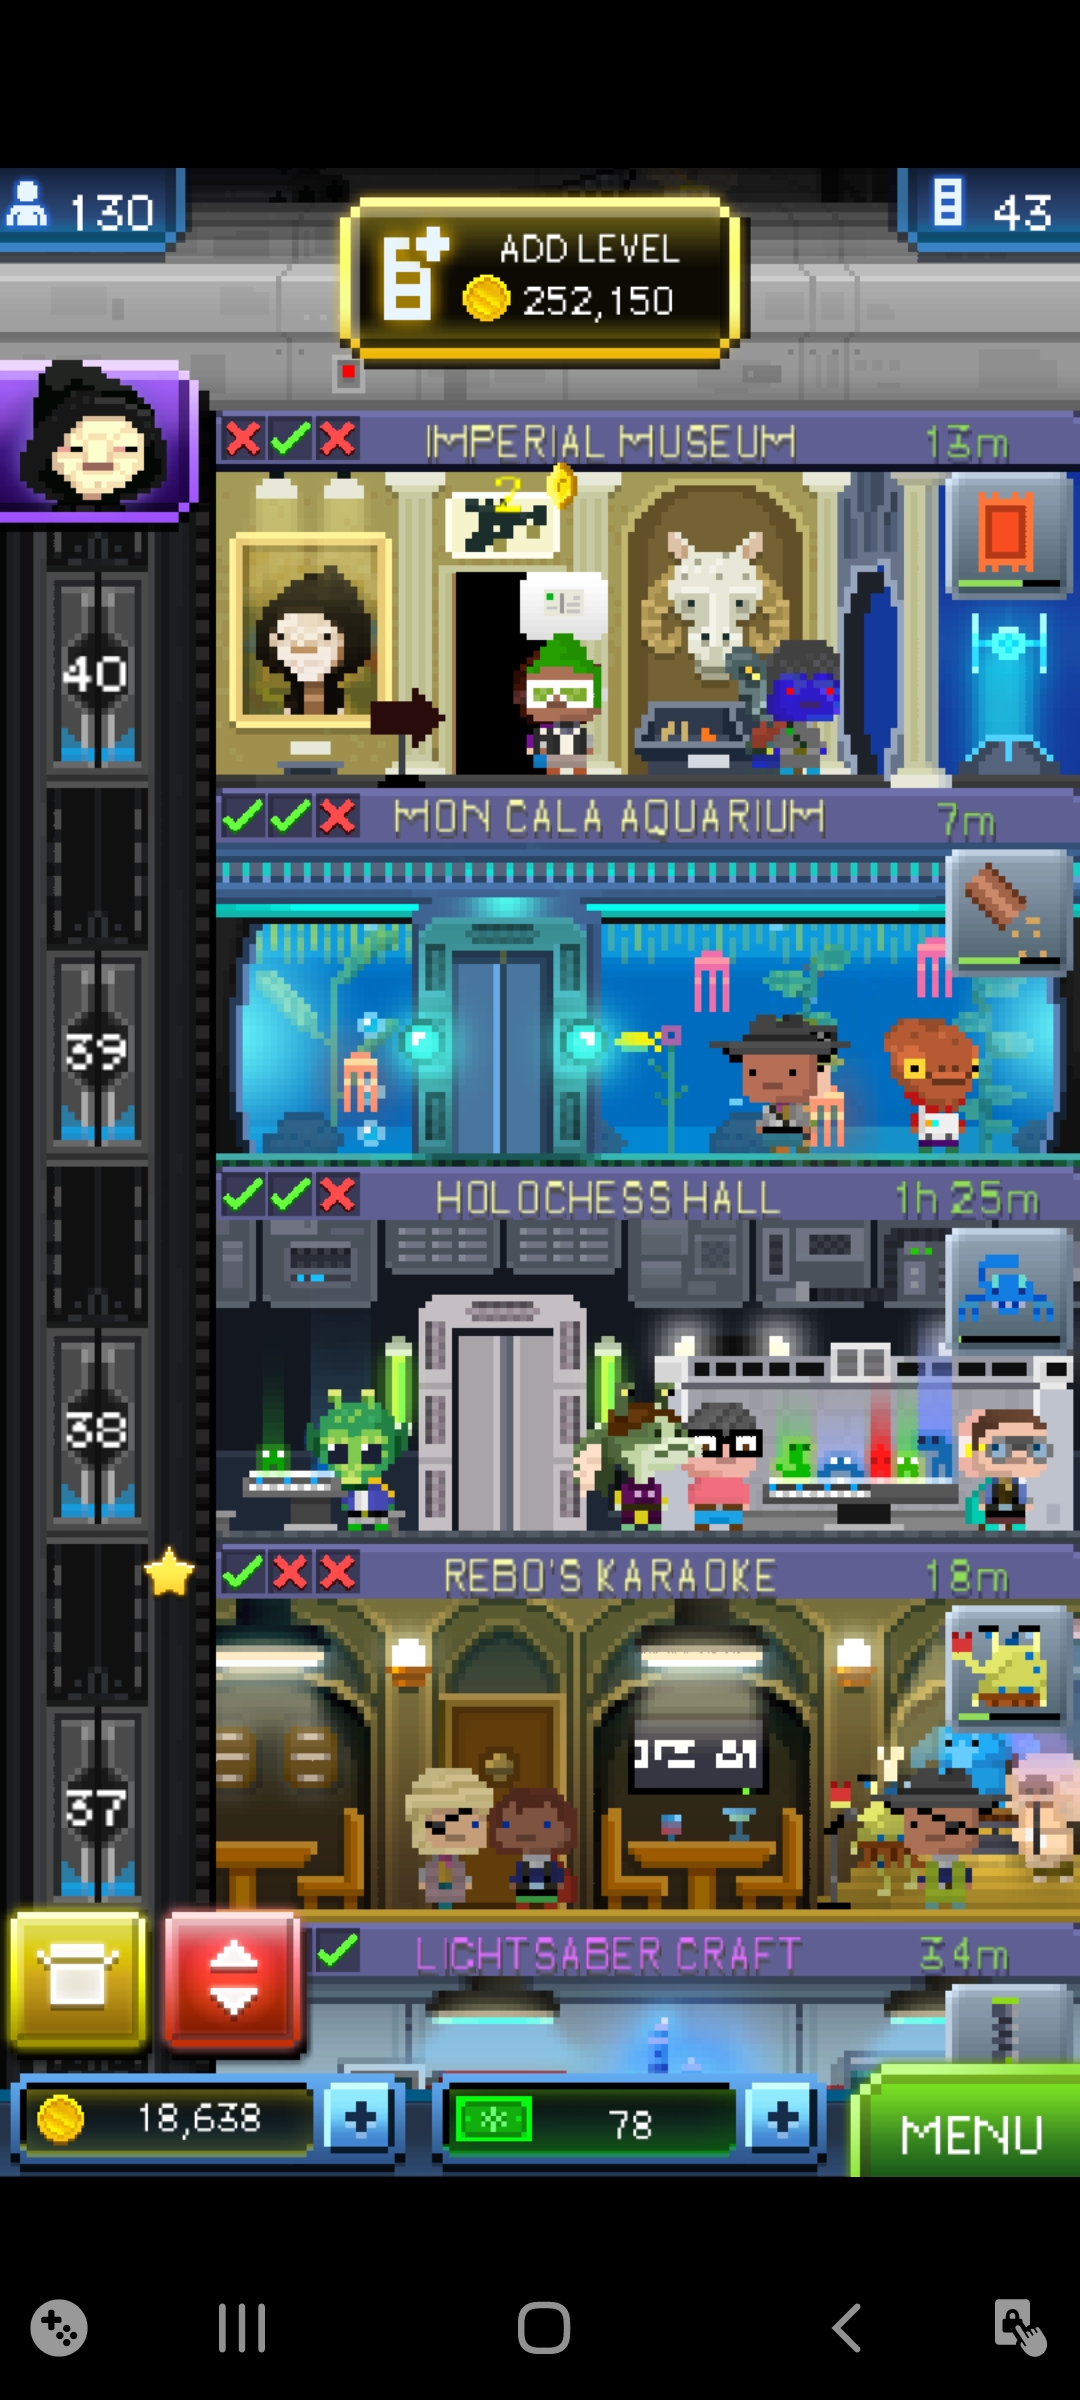 130
ADD LEVEL
252,150
43
IMPERIAL MUSEUM 13m
2
40
MON CALA AQUARIUM 7m
39
HOLOCHESS HALL 1h 25m
38
REBO'S KARAOKE 18m
37
LIGHTSABER CRAFT 34m
18,638
78
MENU